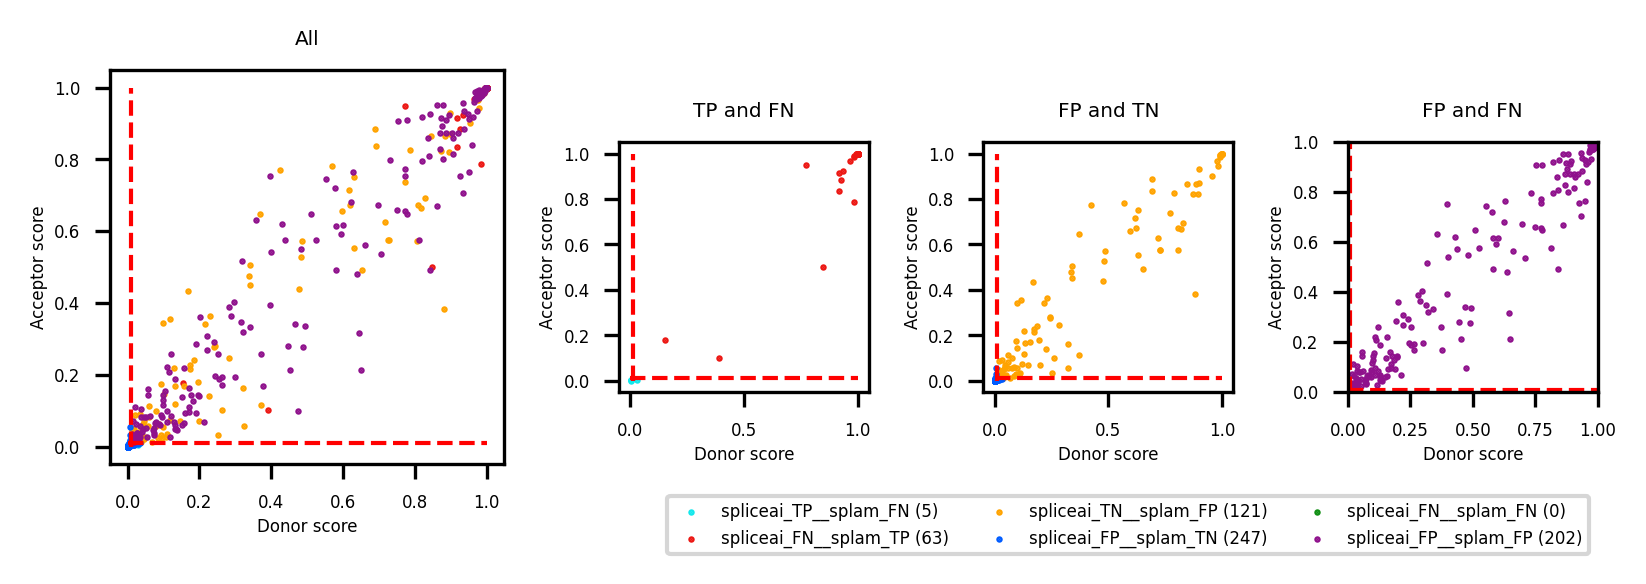 All
1.0
0.8
0.6
0.4
0.2
0.0
Acceptor score
0.0 0.2 0.4 0.6 0.8 1.0
Donor score
TP and FN
1.0
0.8
0.6
0.4
0.2
0.0
Acceptor score
0.0 0.5 1.0
Donor score
FP and TN
1.0
0.8
0.6
0.4
0.2
0.0
Acceptor score
0.0 0.5 1.0
Donor score
FP and FN
1.0
0.8
0.6
0.4
0.2
0.0
Acceptor score
0.00 0.25 0.50 0.75 1.00
Donor score
spliceai_TP__splam_FN (5) spliceai_TN__splam_FP (121) spliceai_FN__splam_FN (0)
spliceai_FN__splam_TP (63) spliceai_FP__splam_TN (247) spliceai_FP__splam_FP (202)